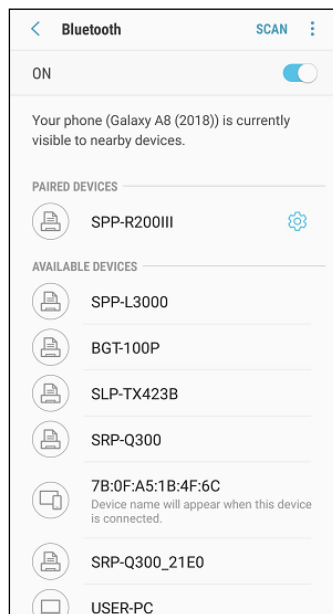 Bluetooth SCAN
ON
Your phone (Galaxy A8 (2018)) is currently
visible to nearby devices.
PAIRED DEVICES
SPP-R200III
AVAILABLE DEVICES
SPP-L3000
BGT-100P
SLP-TX423B
SRP-Q300
7B:0F:A5:1B:4F:6C
Device name will appear when this device
is connected.
SRP-Q300_21E0
USER-PC